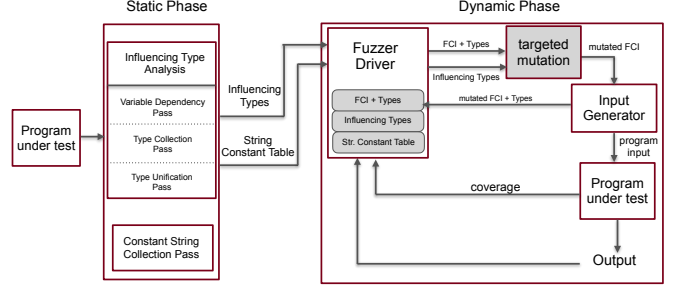 Static Phase
Dynamic Phase
Influencing Type
Analysis
Variable Dependency
Pass
Type Collection
Pass
Type Unification
Pass
Constant String
Collection Pass
Program
under test
Influencing
Types
String
Constant Table
Fuzzer
Driver
FCI + Types
Influencing Types
Str. Constant Table
FCI + Types
Influencing Types
targeted
mutation
mutated FCI
mutated FCI + Types
Input
Generator
program
input
coverage
Program
under test
Output